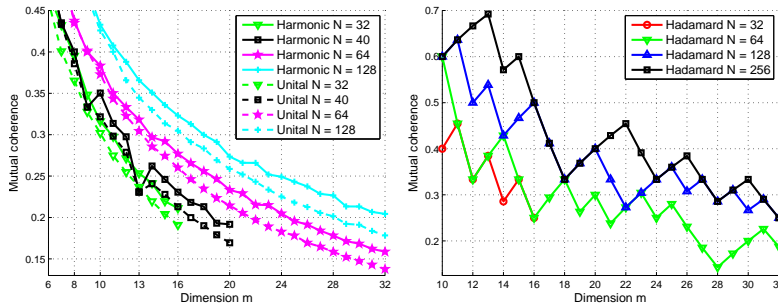 0.45
0.4
0.35
0.3
0.25
0.2
0.15
6 7 8 10 13 16 20 24 28 32
Mutual coherence
Dimension m
Harmonic N = 32
Harmonic N = 40
Harmonic N = 64
Harmonic N = 128
Unital N = 32
Unital N = 40
Unital N = 64
Unital N = 128
0.7
0.6
0.5
0.4
0.3
0.2
10 12 14 16 18 20 22 24 26 28 30 32
Mutual coherence
Dimension m
Hadamard N = 32
Hadamard N = 64
Hadamard N = 128
Hadamard N = 256